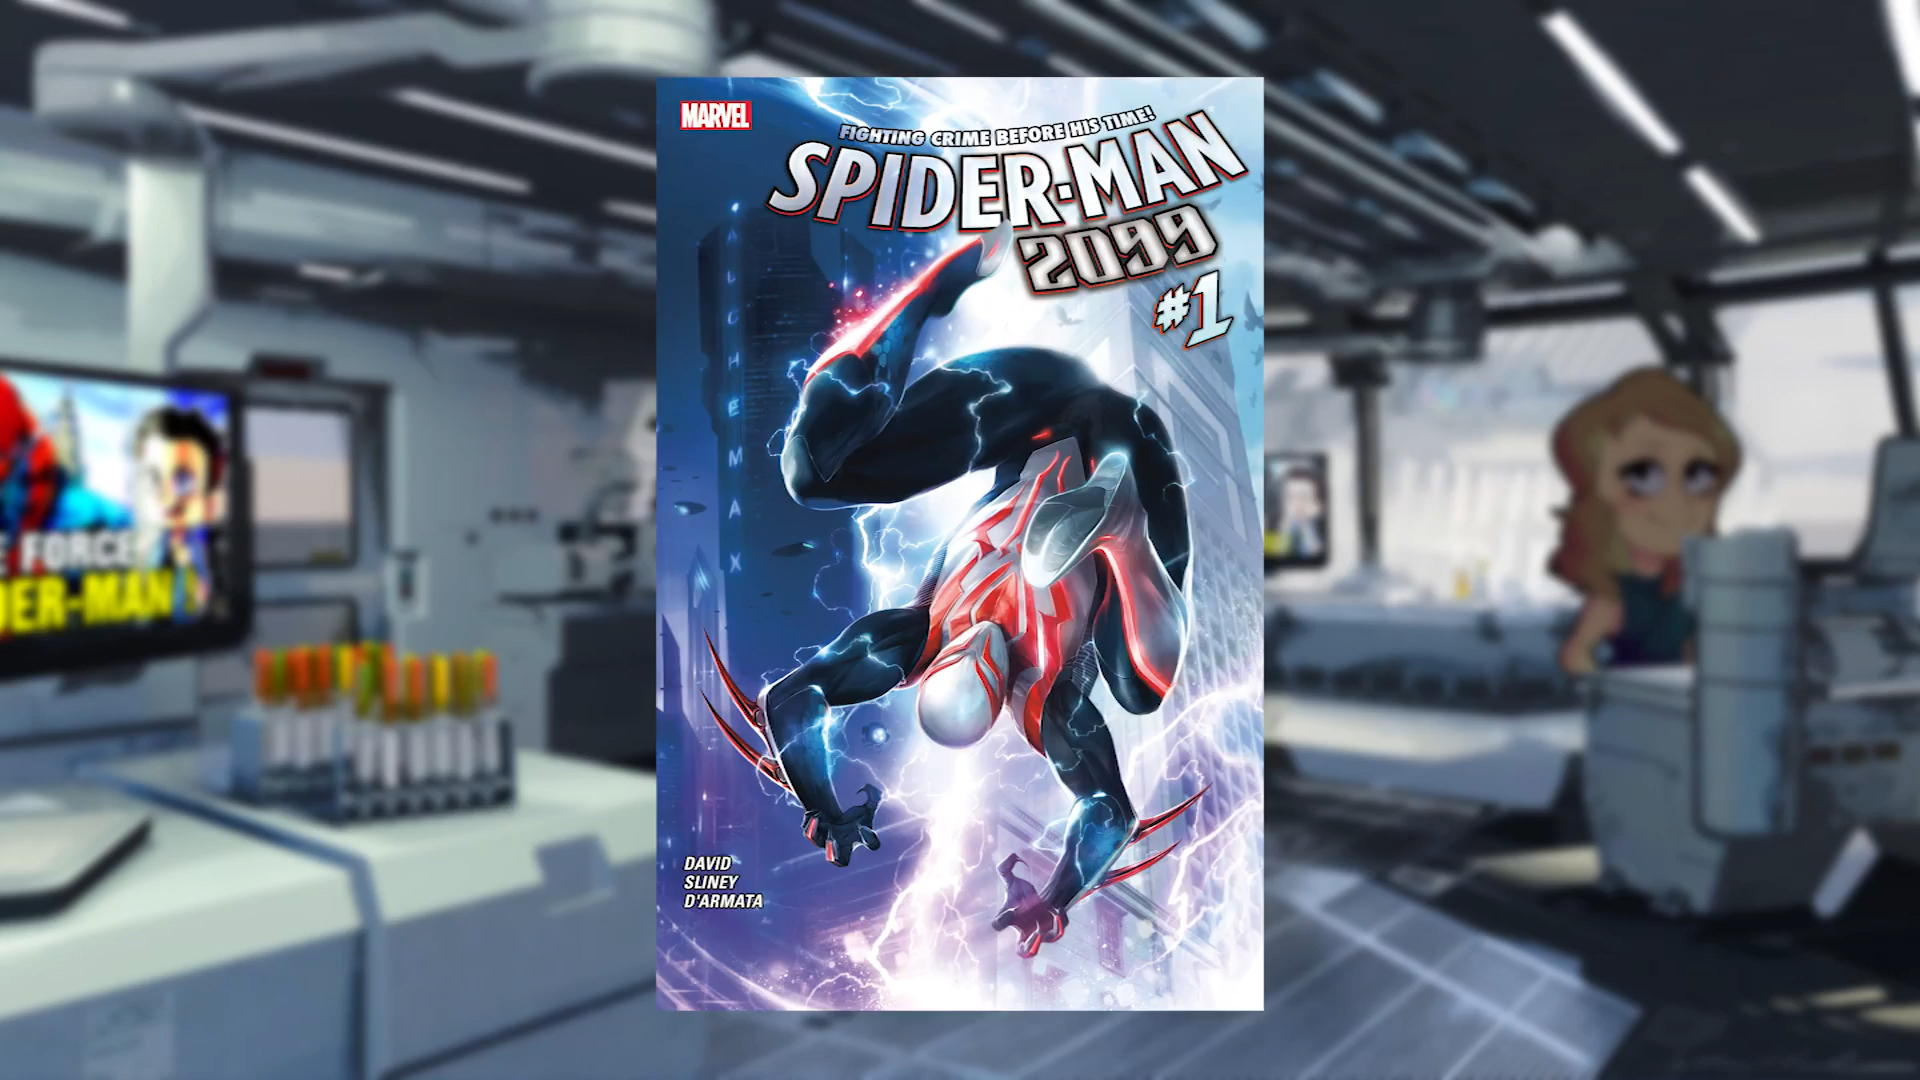 MARVEL
FIGHTING CRIME BEFORE HIS TIME!
SPIDER-MAN
2099
#1
ALCHEMAX
E FORCE
DER-MAN
DAVID
SLINEY
D'ARMATA